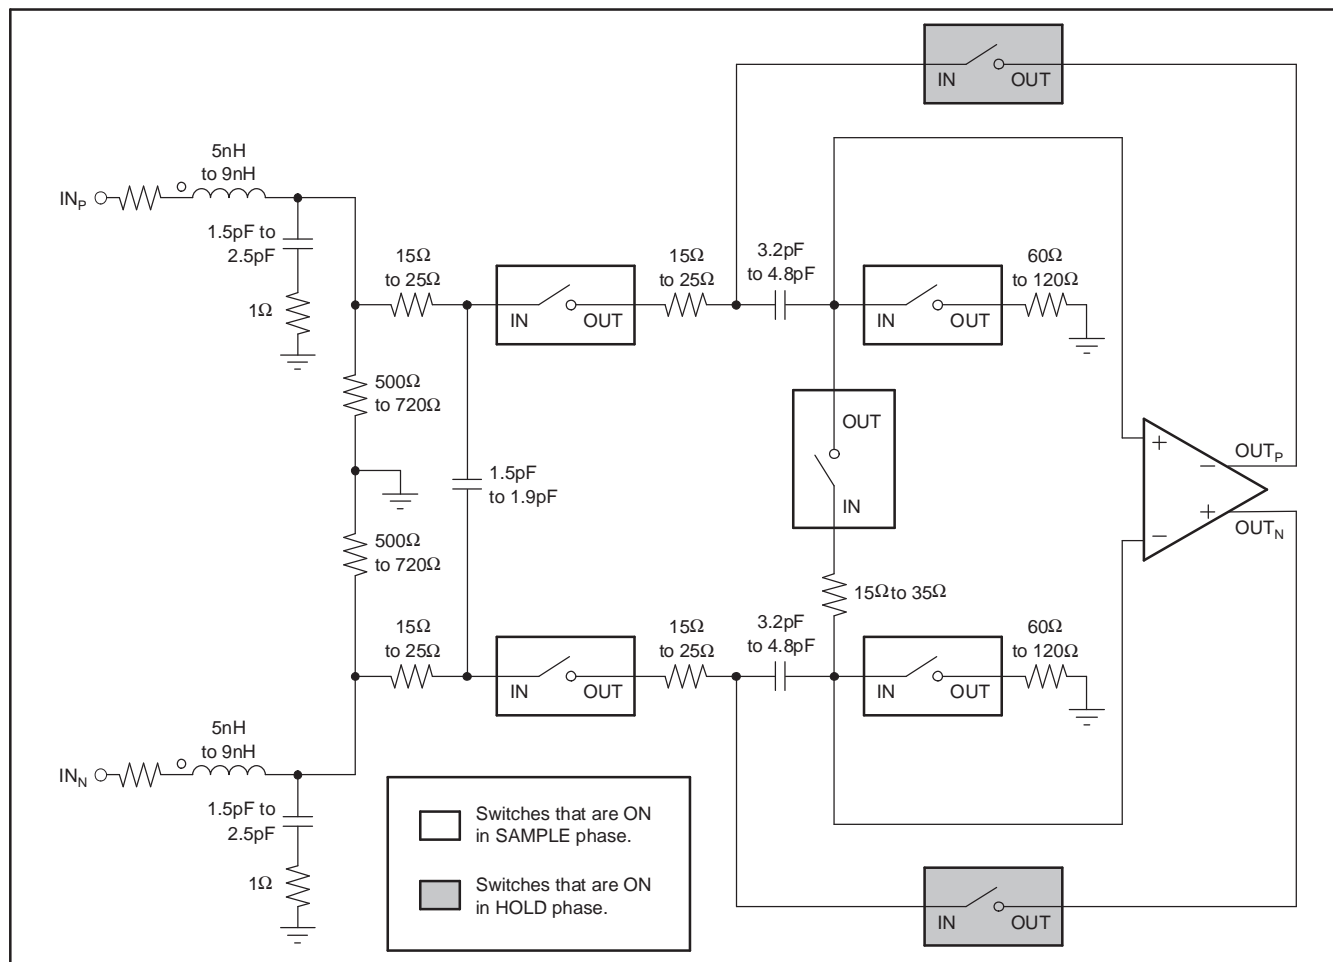 IN OUT
5nH
to 9nH
IN_P
1.5pF to
2.5pF
1Ω
15Ω
to 25Ω
IN OUT
15Ω
to 25Ω
3.2pF
to 4.8pF
IN OUT
60Ω
to 120Ω
500Ω
to 720Ω
OUT
IN
1.5pF
to 1.9pF
+
−
−
+
OUT_P
OUT_N
500Ω
to 720Ω
15Ω to 35Ω
15Ω
to 25Ω
IN OUT
15Ω
to 25Ω
3.2pF
to 4.8pF
IN OUT
60Ω
to 120Ω
5nH
to 9nH
IN_N
1.5pF to
2.5pF
1Ω
Switches that are ON
in SAMPLE phase.
Switches that are ON
in HOLD phase.
IN OUT